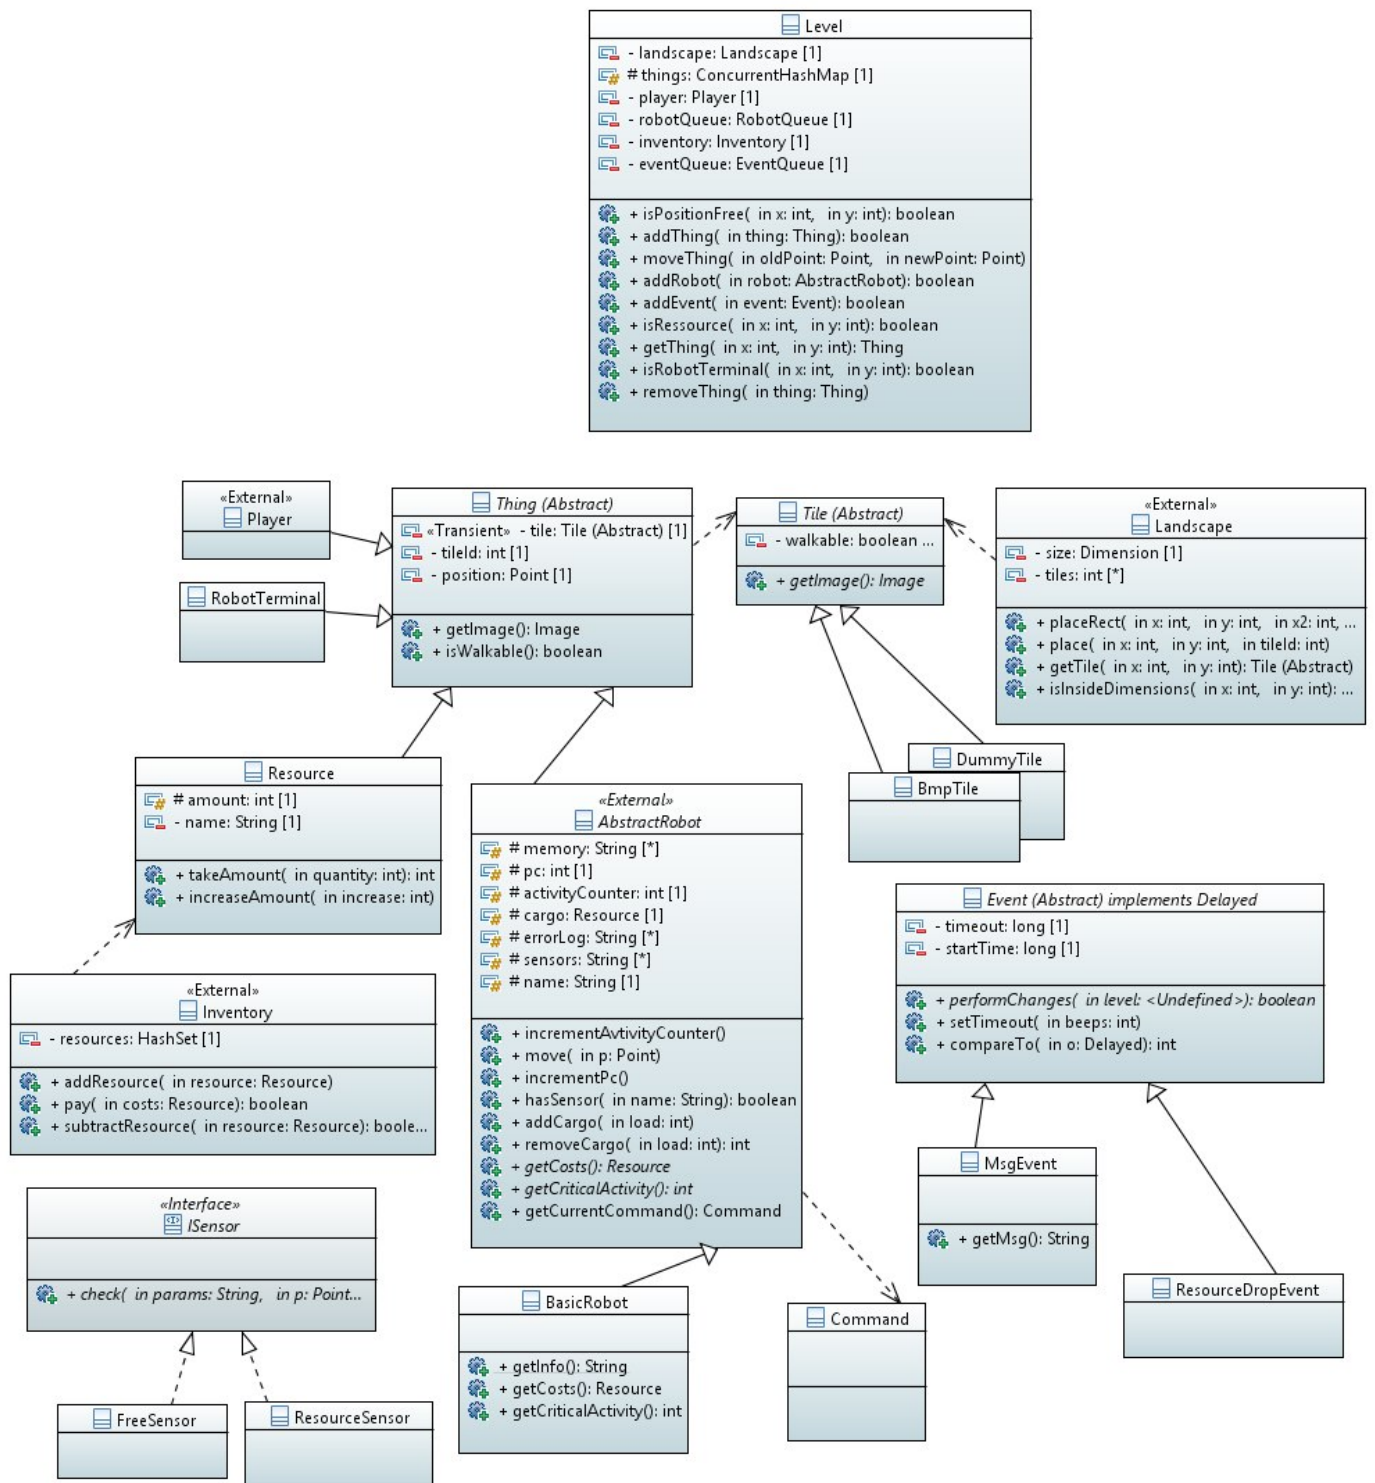 Level
- landscape: Landscape [1]
# things: ConcurrentHashMap [1]
- player: Player [1]
- robotQueue: RobotQueue [1]
- inventory: Inventory [1]
- eventQueue: EventQueue [1]
+ isPositionFree( in x: int, in y: int): boolean
+ addThing( in thing: Thing): boolean
+ moveThing( in oldPoint: Point, in newPoint: Point)
+ addRobot( in robot: AbstractRobot): boolean
+ addEvent( in event: Event): boolean
+ isRessource( in x: int, in y: int): boolean
+ getThing( in x: int, in y: int): Thing
+ isRobotTerminal( in x: int, in y: int): boolean
+ removeThing( in thing: Thing)
«External»
Player
RobotTerminal
Thing (Abstract)
«Transient» - tile: Tile (Abstract) [1]
- tileId: int [1]
- position: Point [1]
+ getImage(): Image
+ isWalkable(): boolean
Tile (Abstract)
- walkable: boolean ...
+ getImage(): Image
«External»
Landscape
- size: Dimension [1]
- tiles: int [*]
+ placeRect( in x: int, in y: int, in x2: int, ...
+ place( in x: int, in y: int, in tileId: int)
+ getTile( in x: int, in y: int): Tile (Abstract)
+ isInsideDimensions( in x: int, in y: int): ...
DummyTile
BmpTile
Resource
# amount: int [1]
- name: String [1]
+ takeAmount( in quantity: int): int
+ increaseAmount( in increase: int)
«External»
AbstractRobot
# memory: String [*]
# pc: int [1]
# activityCounter: int [1]
# cargo: Resource [1]
# errorLog: String [*]
# sensors: String [*]
# name: String [1]
+ incrementAvtivityCounter()
+ move( in p: Point)
+ incrementPc()
+ hasSensor( in name: String): boolean
+ addCargo( in load: int)
+ removeCargo( in load: int): int
+ getCosts(): Resource
+ getCriticalActivity(): int
+ getCurrentCommand(): Command
Event (Abstract) implements Delayed
- timeout: long [1]
- startTime: long [1]
+ performChanges( in level: <Undefined>): boolean
+ setTimeout( in beeps: int)
+ compareTo( in o: Delayed): int
«External»
Inventory
- resources: HashSet [1]
+ addResource( in resource: Resource)
+ pay( in costs: Resource): boolean
+ subtractResource( in resource: Resource): boole...
«Interface»
ISensor
+ check( in params: String, in p: Point...
FreeSensor
ResourceSensor
BasicRobot
+ getInfo(): String
+ getCosts(): Resource
+ getCriticalActivity(): int
Command
MsgEvent
+ getMsg(): String
ResourceDropEvent